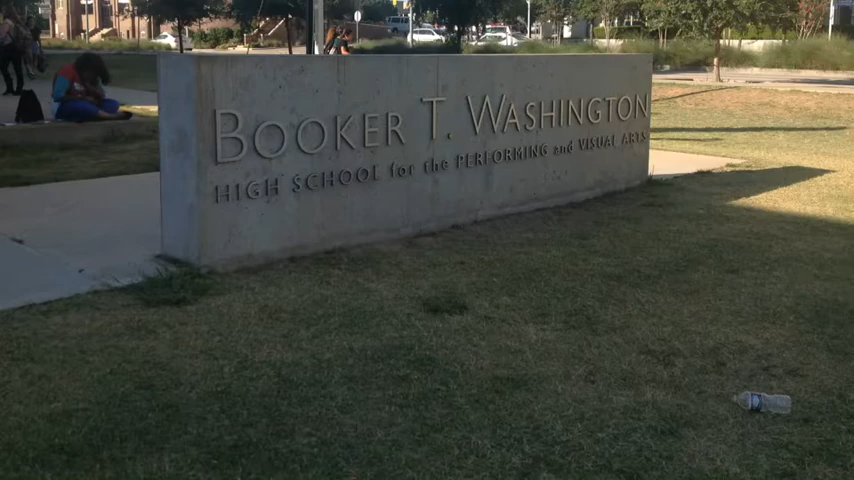 BOOKER T. WASHINGTON
HIGH SCHOOL for the PERFORMING and VISUAL ARTS